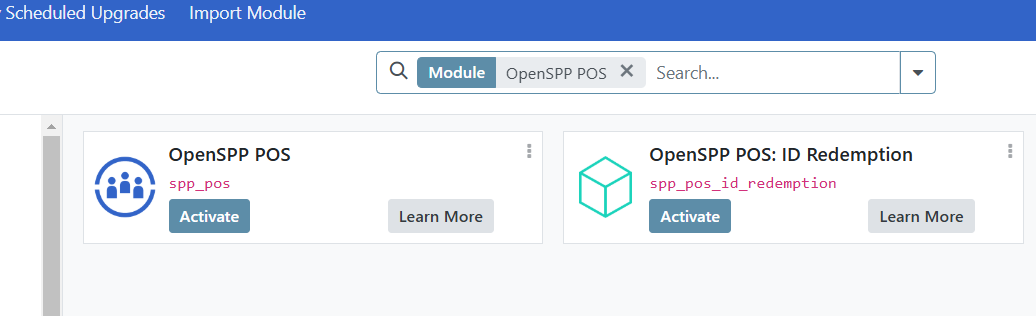 Scheduled Upgrades Import Module
Module OpenSPP POS Search...
OpenSPP POS
spp_pos
Activate Learn More
OpenSPP POS: ID Redemption
spp_pos_id_redemption
Activate Learn More